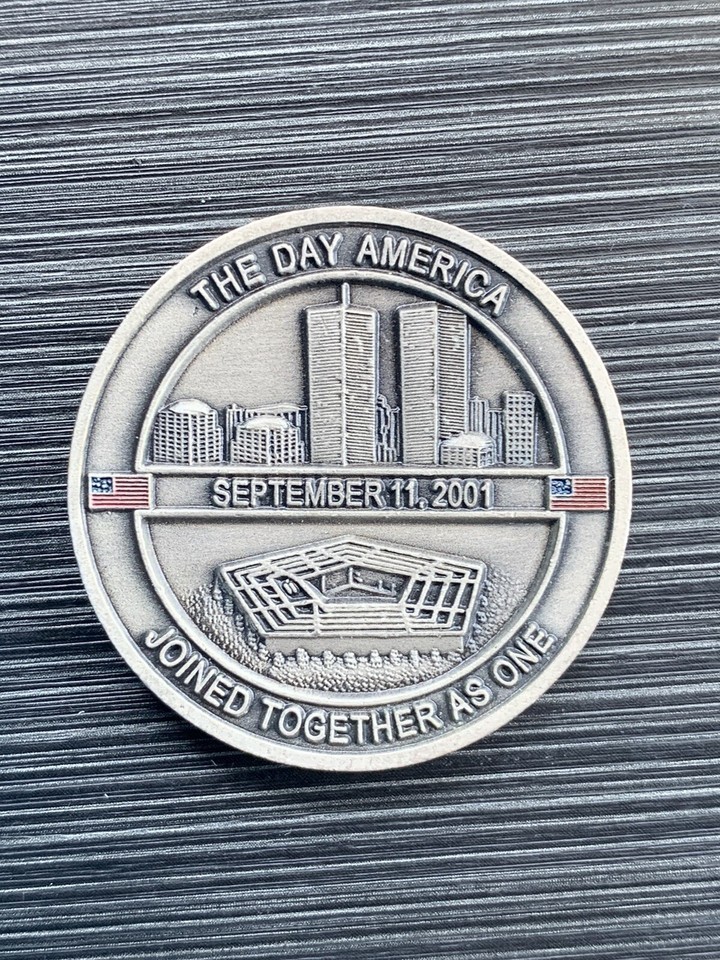 THE DAY AMERICA
SEPTEMBER 11, 2001
JOINED TOGETHER AS ONE